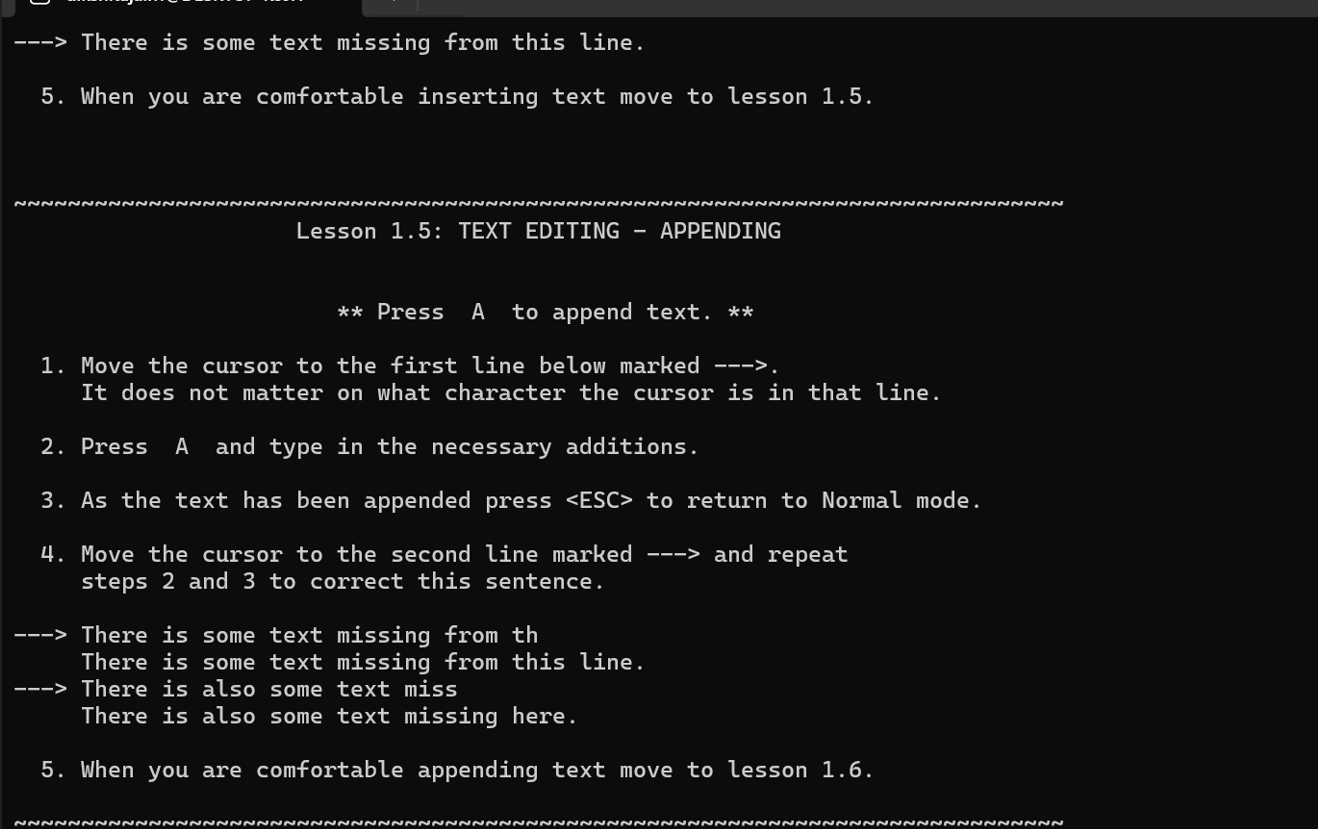 ---> There is some text missing from this line.
5. When you are comfortable inserting text move to lesson 1.5.
~~~~~~~~~~~~~~~~~~~~~~~~~~~~~~~~~~~~~~~~~~~~~~~~~~~~~~~~~~~~~~~~~~~~~~~~~~~~~~
Lesson 1.5: TEXT EDITING - APPENDING
** Press  A  to append text. **
1. Move the cursor to the first line below marked --->.
It does not matter on what character the cursor is in that line.
2. Press  A  and type in the necessary additions.
3. As the text has been appended press <ESC> to return to Normal mode.
4. Move the cursor to the second line marked ---> and repeat
steps 2 and 3 to correct this sentence.
---> There is some text missing from th
There is some text missing from this line.
---> There is also some text miss
There is also some text missing here.
5. When you are comfortable appending text move to lesson 1.6.
~~~~~~~~~~~~~~~~~~~~~~~~~~~~~~~~~~~~~~~~~~~~~~~~~~~~~~~~~~~~~~~~~~~~~~~~~~~~~~